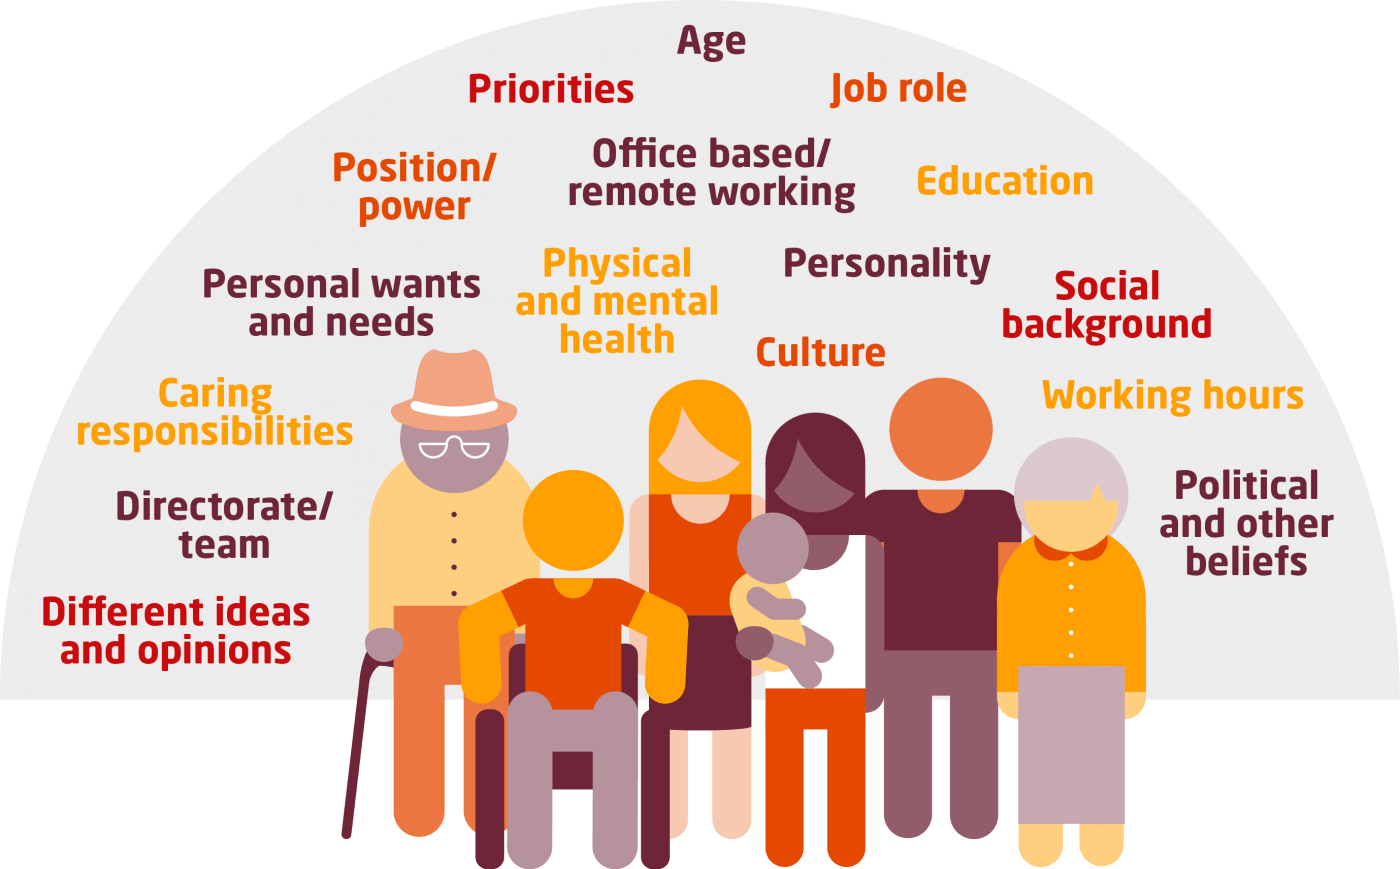 Age
Priorities
Job role
Position/
power
Office based/
remote working
Education
Personal wants
and needs
Physical
and mental
health
Personality
Social
background
Culture
Caring
responsibilities
Working hours
Directorate/
team
Political
and other
beliefs
Different ideas
and opinions